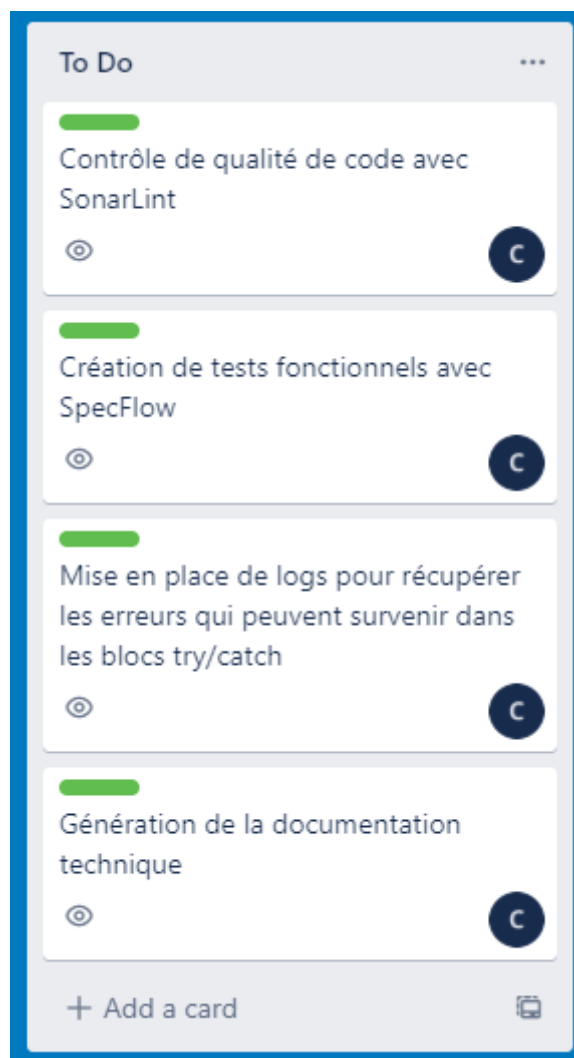 To Do
Contrôle de qualité de code avec
SonarLint
C
Création de tests fonctionnels avec
SpecFlow
C
Mise en place de logs pour récupérer
les erreurs qui peuvent survenir dans
les blocs try/catch
C
Génération de la documentation
technique
C
+ Add a card